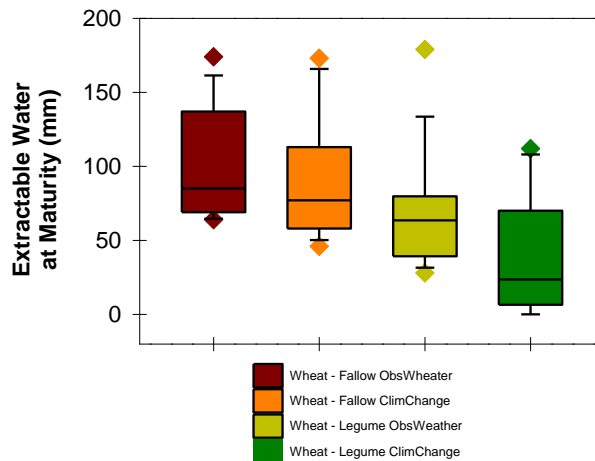 200
150
100
50
0
Extractable Water
at Maturity (mm)
Wheat - Fallow ObsWheater
Wheat - Fallow ClimChange
Wheat - Legume ObsWeather
Wheat - Legume ClimChange